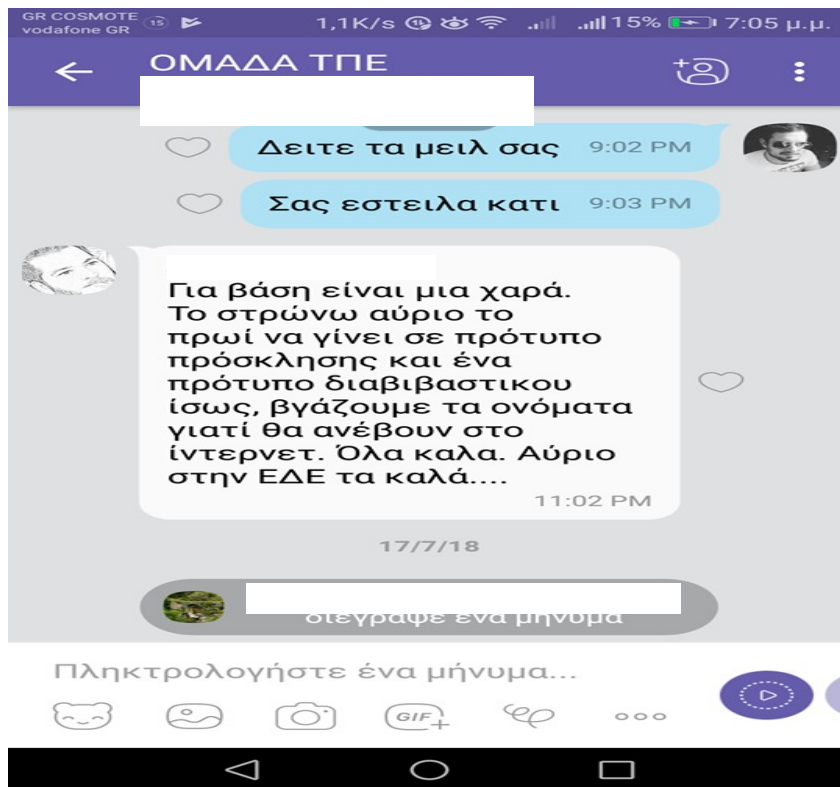 GR COSMOTE
vodafone GR
15
1,1K/s
15%
7:05 μ.μ.
ΟΜΑΔΑ ΤΠΕ
Δειτε τα μειλ σας 9:02 PM
Σας εστειλα κατι 9:03 PM
Για βάση είναι μια χαρά.
Το στρώνω αύριο το
πρωί να γίνει σε πρότυπο
πρόσκλησης και ένα
πρότυπο διαβιβαστικου
ίσως, βγάζουμε τα ονόματα
γιατί θα ανέβουν στο
ίντερνετ. Όλα καλα. Αύριο
στην ΕΔΕ τα καλά....
11:02 PM
17/7/18
διέγραψε ένα μήνυμα
Πληκτρολογήστε ένα μήνυμα...
GIF